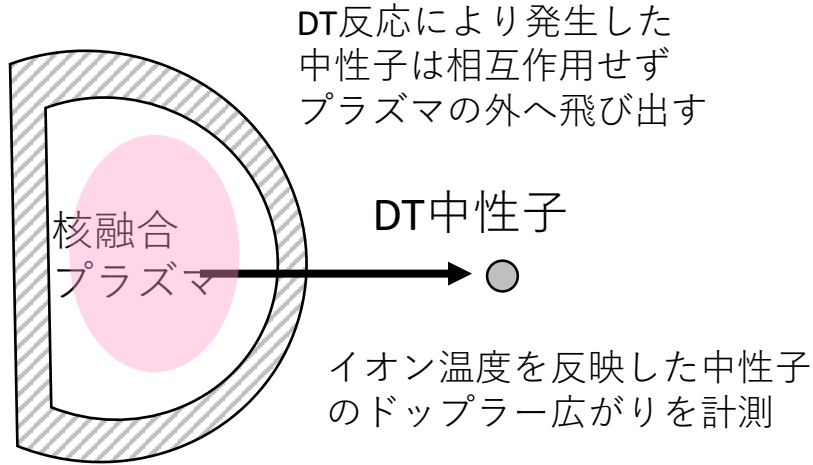 DT反応により発生した
中性子は相互作用せず
プラズマの外へ飛び出す
DT中性子
核融合
プラズマ
イオン温度を反映した中性子
のドップラー広がりを計測